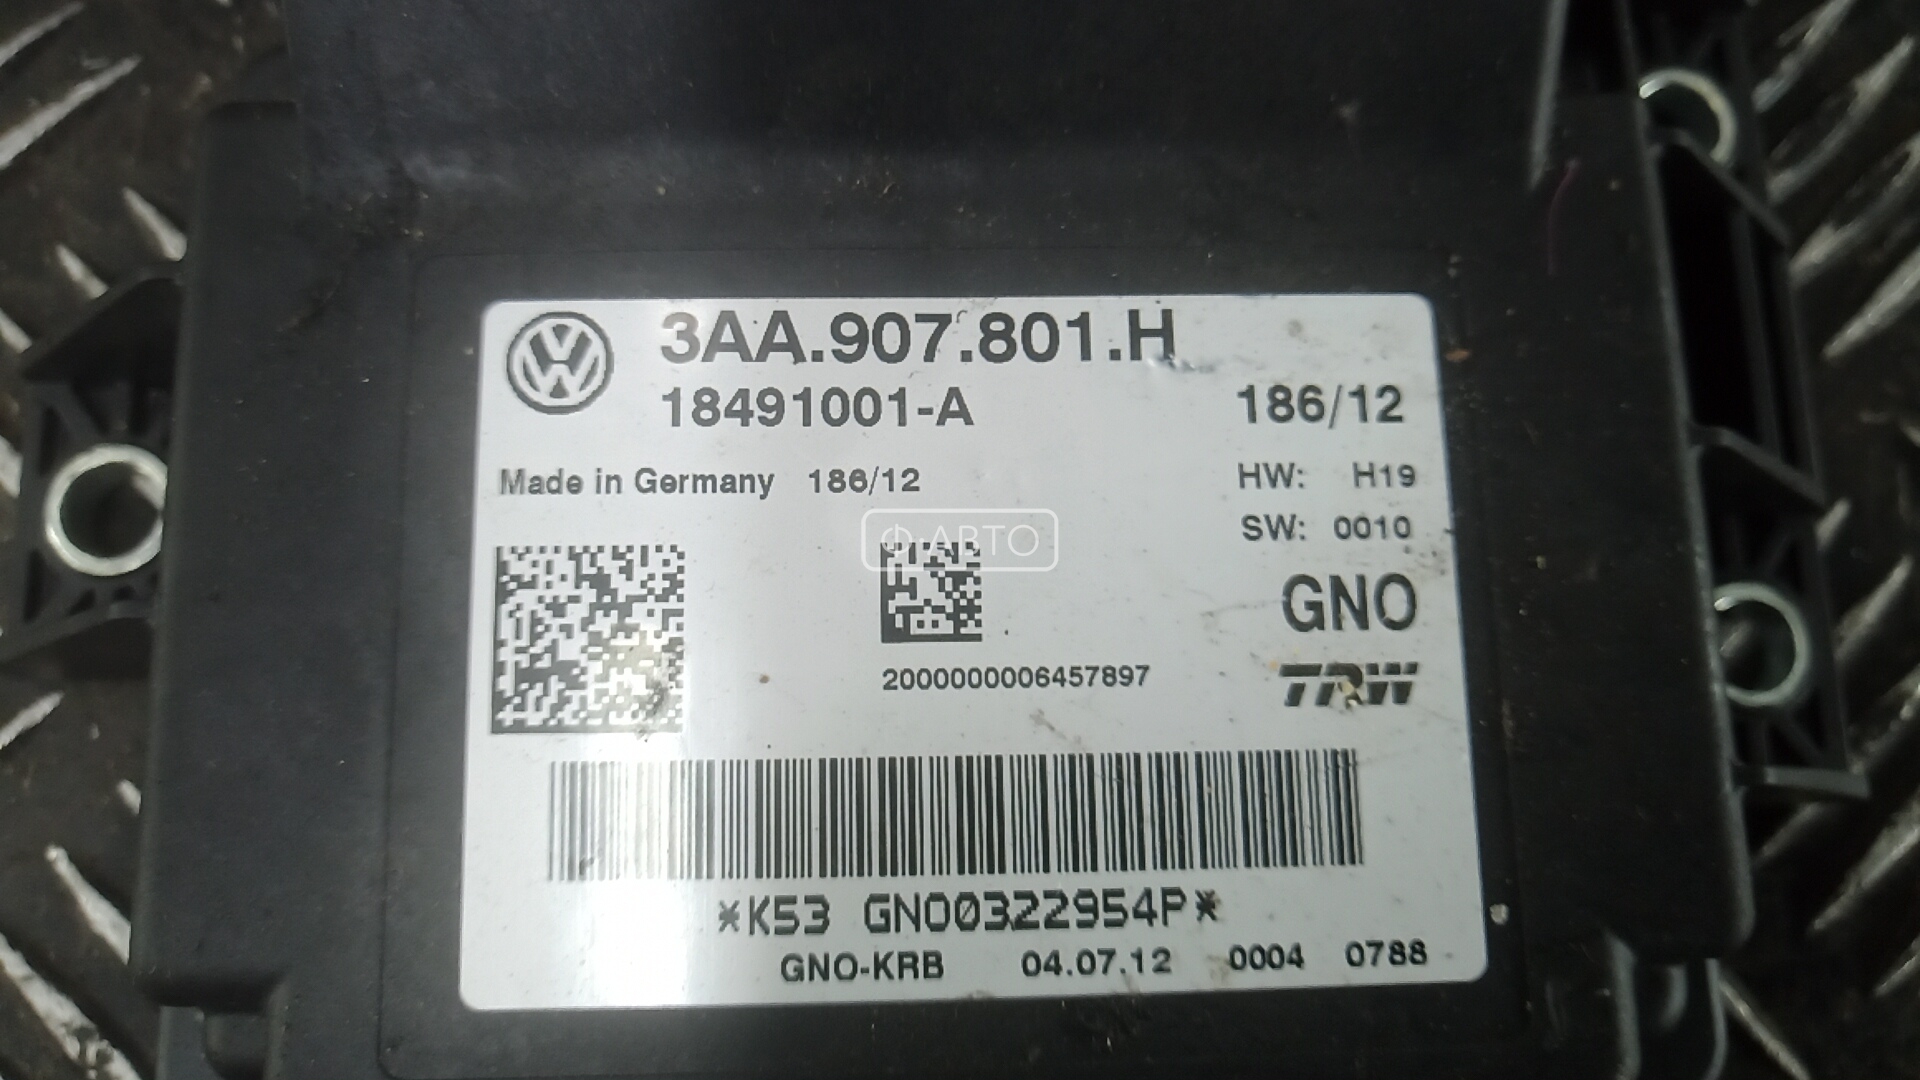 3AA.907.801.H
18491001-A
186/12
Made in Germany 186/12
HW: H19
SW: 0010
АВТО
GNO
2000000006457897
TRW
*K53 GNO00322954P*
GNO-KRB 04.07.12 0004 0788